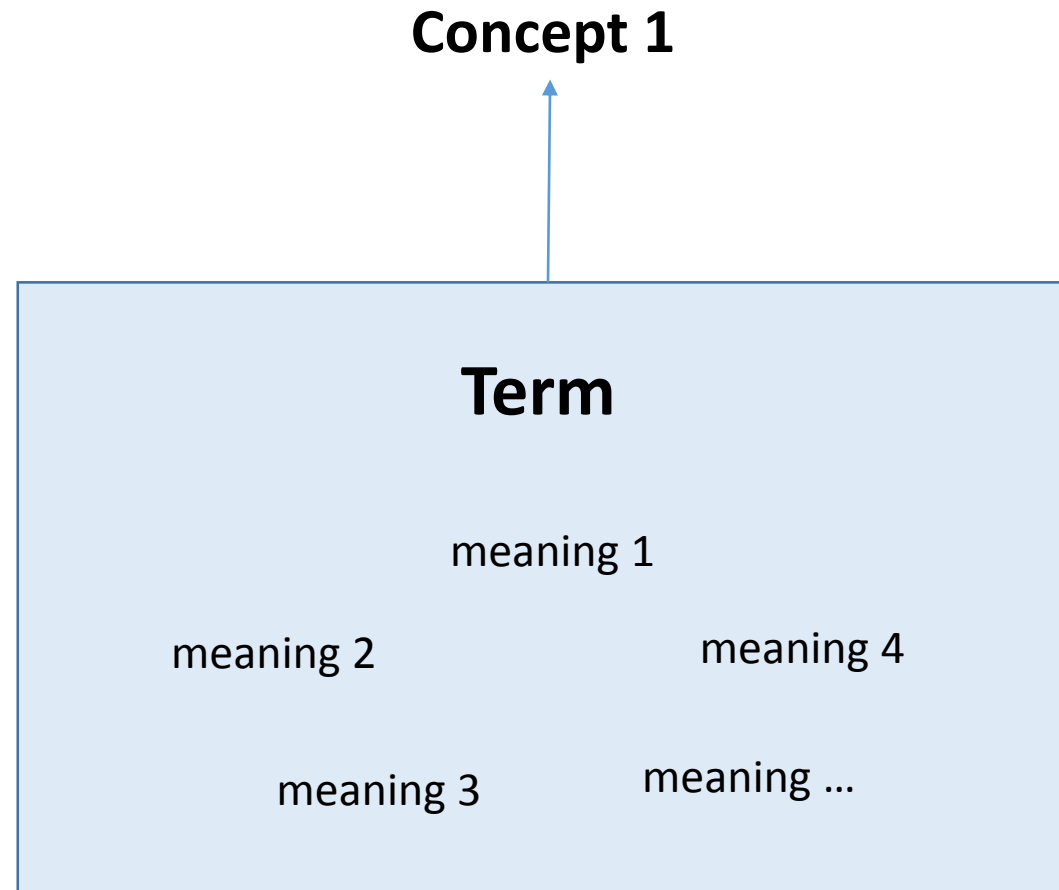 Concept 1
Term
meaning 1
meaning 2
meaning 4
meaning 3
meaning …